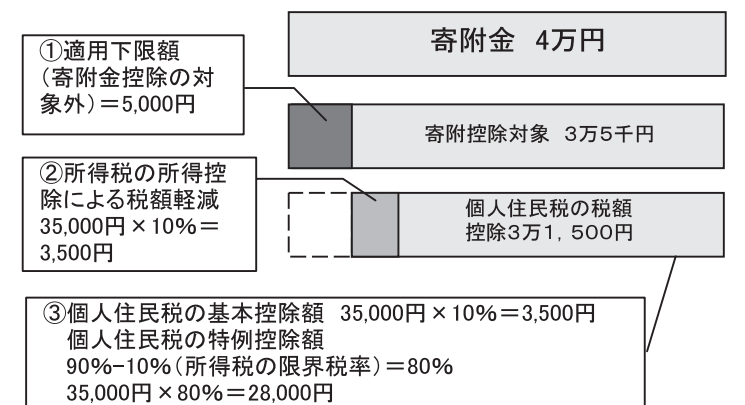 寄附金 4万円
①適用下限額
(寄附金控除の対
象外)=5,000円
寄附控除対象 3万5千円
②所得税の所得控
除による税額軽減
35,000円×10%=
3,500円
個人住民税の税額
控除3万1,500円
③個人住民税の基本控除額 35,000円×10%=3,500円
個人住民税の特例控除額
90%-10%(所得税の限界税率)=80%
35,000円×80%=28,000円